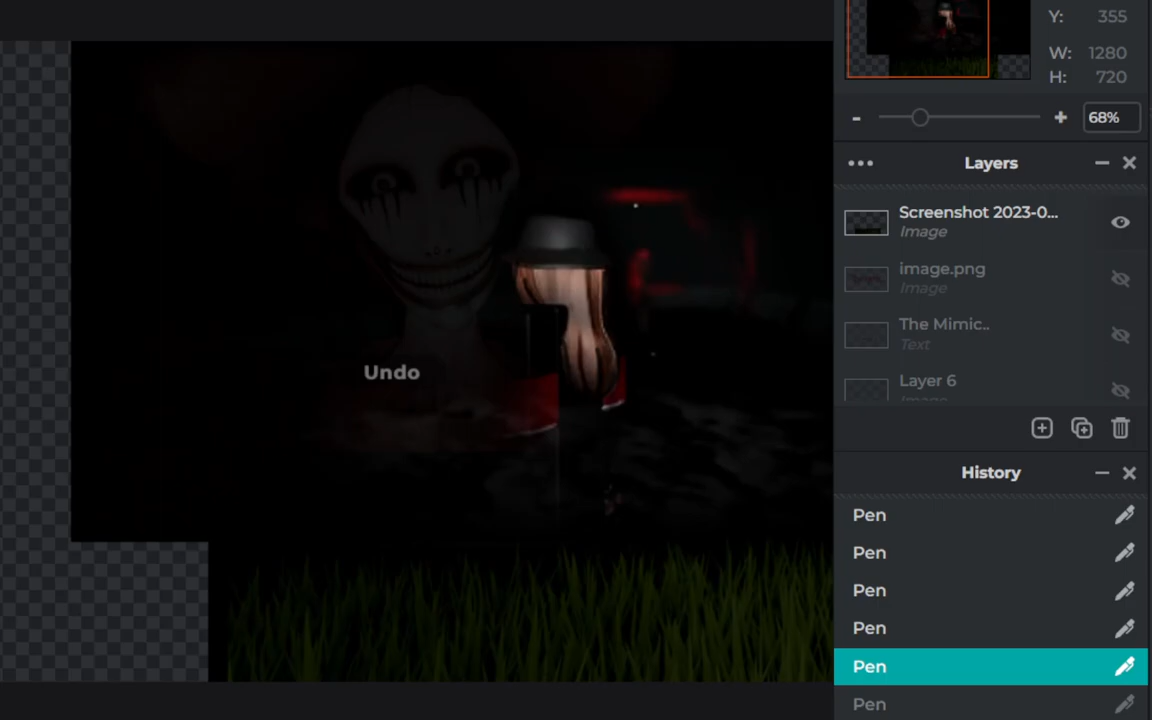 Y: 355
W: 1280
H: 720
- + 68%
Layers
Screenshot 2023-0...
Image
image.png
Image
The Mimic..
Text
Layer 6
Image
Undo
History
Pen
Pen
Pen
Pen
Pen
Pen